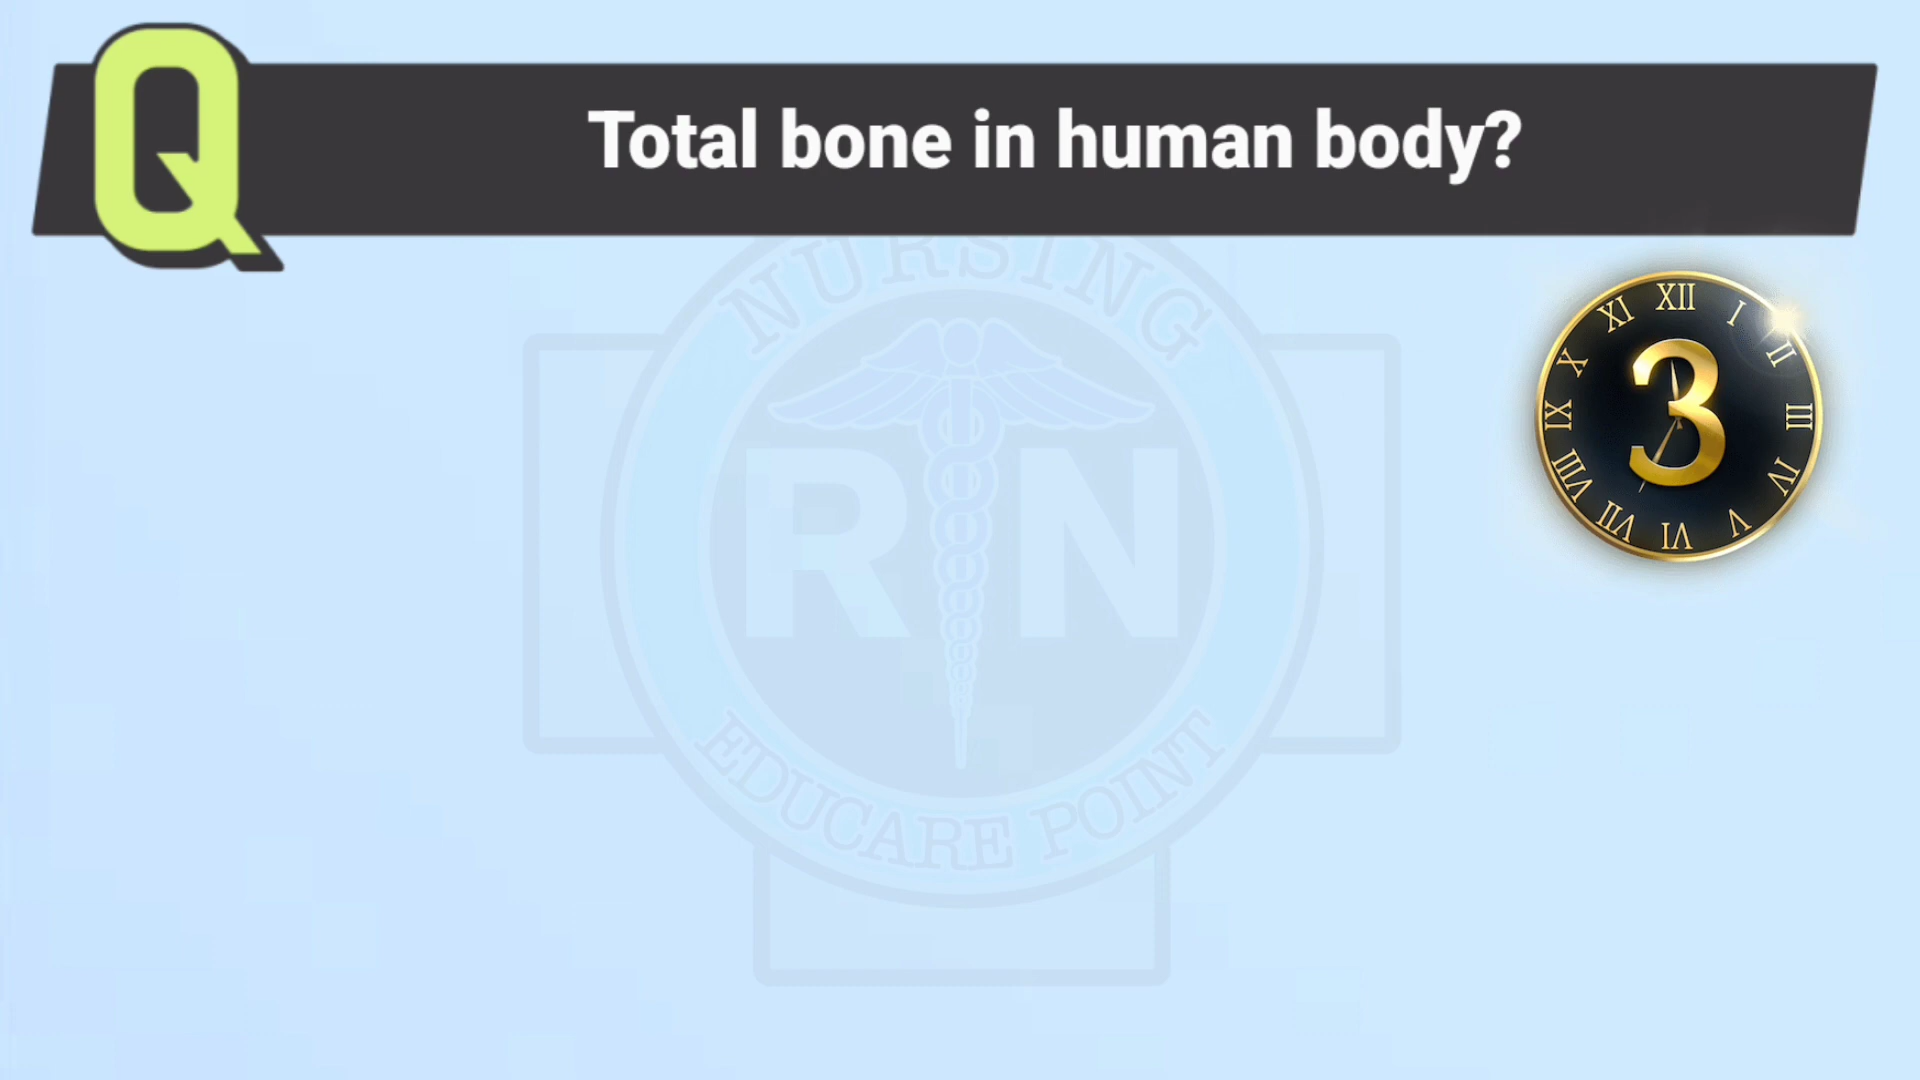 Q
Total bone in human body?
XII
I
II
III
IV
V
VI
VII
VIII
IX
X
XI
3
NURSING
RN
EDUCARE POINT